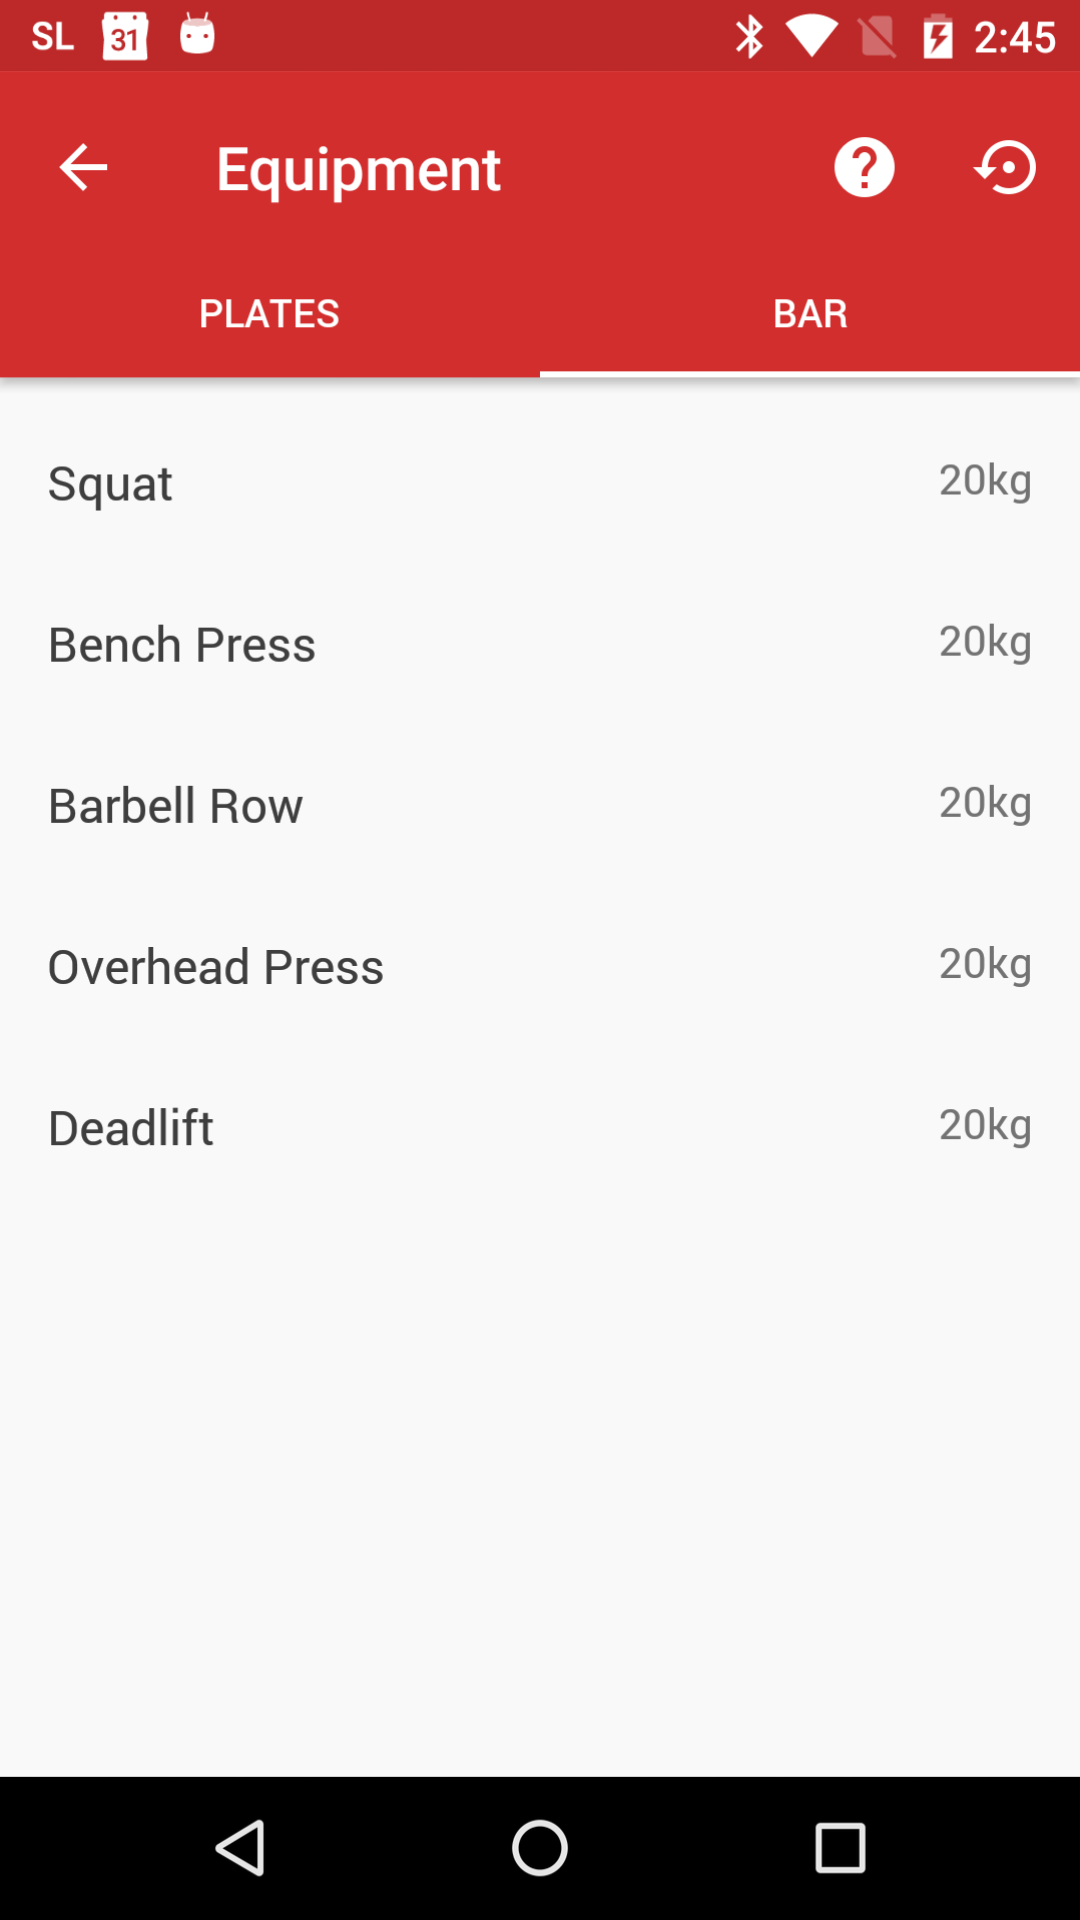 SL 31 2:45
Equipment
PLATES BAR
Squat 20kg
Bench Press 20kg
Barbell Row 20kg
Overhead Press 20kg
Deadlift 20kg